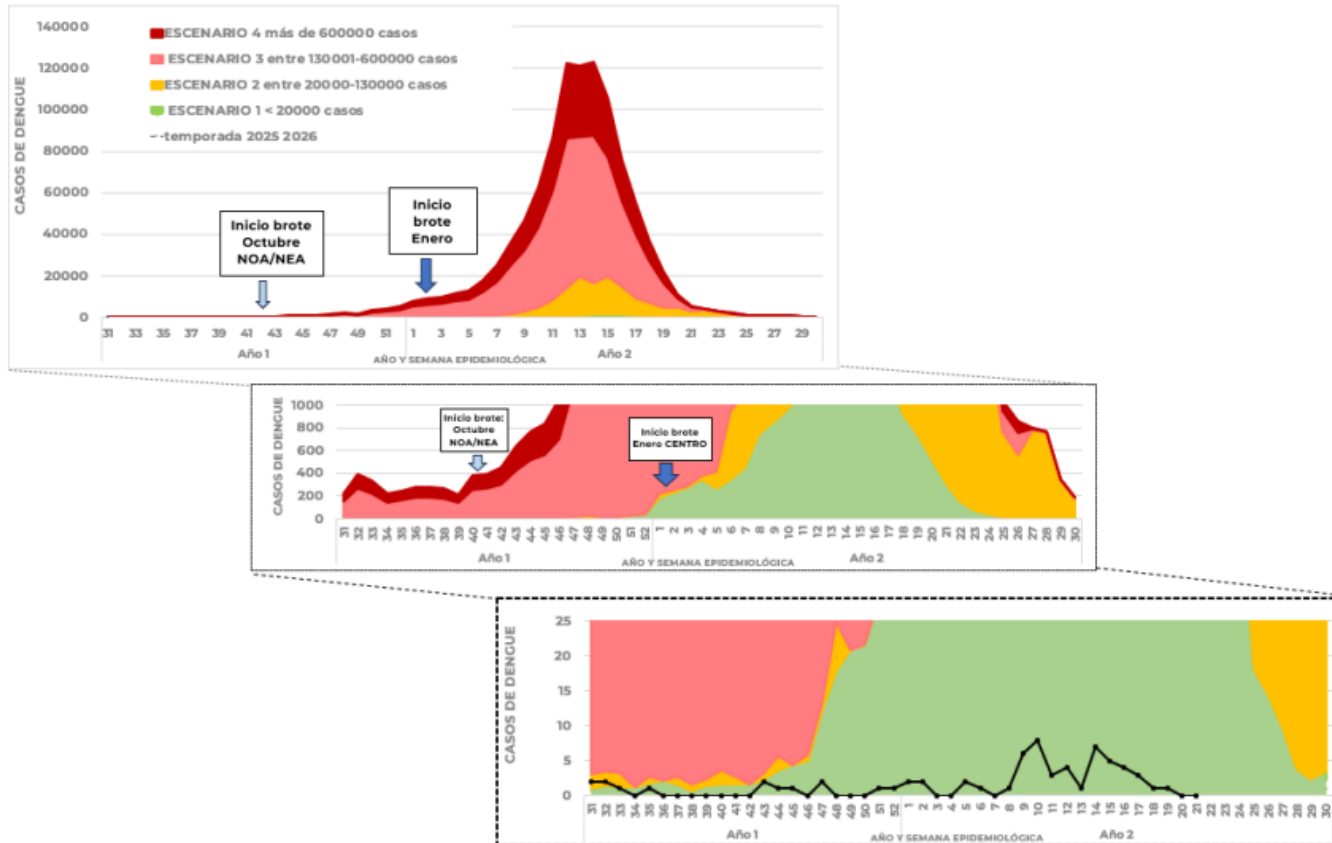 140000
120000
100000
80000
60000
40000
20000
0
CASOS DE DENGUE
ESCENARIO 4 más de 600000 casos
ESCENARIO 3 entre 130001-600000 casos
ESCENARIO 2 entre 20000-130000 casos
ESCENARIO 1 < 20000 casos
--temporada 2025 2026
Inicio brote
Octubre
NOA/NEA
Inicio
brote
Enero
31 33 35 37 39 41 43 45 47 49 51 1 3 5 7 9 11 13 15 17 19 21 23 25 27 29
Año 1 Año 2
AÑO Y SEMANA EPIDEMIOLÓGICA
1000
800
600
400
200
0
CASOS DE DENGUE
Inicio brote:
Octubre
NOA/NEA
Inicio brote
Enero CENTRO
31 32 33 34 35 36 37 38 39 40 41 42 43 44 45 46 47 48 49 50 51 52 1 2 3 4 5 6 7 8 9 10 11 12 13 14 15 16 17 18 19 20 21 22 23 24 25 26 27 28 29 30
Año 1 Año 2
AÑO Y SEMANA EPIDEMIOLÓGICA
25
20
15
10
5
0
CASOS DE DENGUE
31 32 33 34 35 36 37 38 39 40 41 42 43 44 45 46 47 48 49 50 51 52 1 2 3 4 5 6 7 8 9 10 11 12 13 14 15 16 17 18 19 20 21 22 23 24 25 26 27 28 29 30
Año 1 Año 2
AÑO Y SEMANA EPIDEMIOLÓGICA